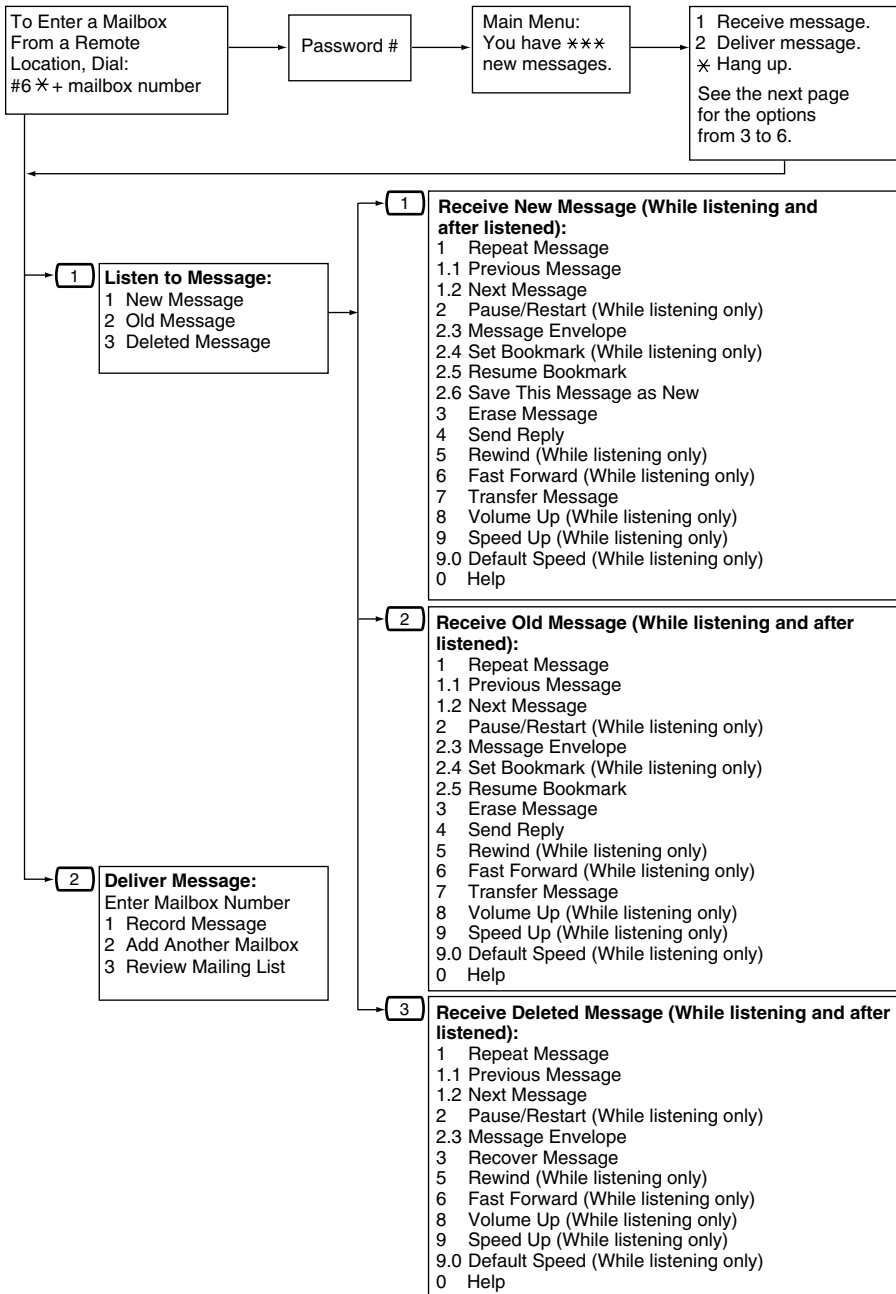 To Enter a Mailbox
From a Remote
Location, Dial:
#6 ✳ + mailbox number
Password #
Main Menu:
You have ✳✳✳
new messages.
1 Receive message.
2 Deliver message.
✳ Hang up.
See the next page
for the options
from 3 to 6.
1
Listen to Message:
1 New Message
2 Old Message
3 Deleted Message
1
Receive New Message (While listening and
after listened):
1 Repeat Message
1.1 Previous Message
1.2 Next Message
2 Pause/Restart (While listening only)
2.3 Message Envelope
2.4 Set Bookmark (While listening only)
2.5 Resume Bookmark
2.6 Save This Message as New
3 Erase Message
4 Send Reply
5 Rewind (While listening only)
6 Fast Forward (While listening only)
7 Transfer Message
8 Volume Up (While listening only)
9 Speed Up (While listening only)
9.0 Default Speed (While listening only)
0 Help
2
Receive Old Message (While listening and after
listened):
1 Repeat Message
1.1 Previous Message
1.2 Next Message
2 Pause/Restart (While listening only)
2.3 Message Envelope
2.4 Set Bookmark (While listening only)
2.5 Resume Bookmark
3 Erase Message
4 Send Reply
5 Rewind (While listening only)
6 Fast Forward (While listening only)
7 Transfer Message
8 Volume Up (While listening only)
9 Speed Up (While listening only)
9.0 Default Speed (While listening only)
0 Help
2
Deliver Message:
Enter Mailbox Number
1 Record Message
2 Add Another Mailbox
3 Review Mailing List
3
Receive Deleted Message (While listening and after
listened):
1 Repeat Message
1.1 Previous Message
1.2 Next Message
2 Pause/Restart (While listening only)
2.3 Message Envelope
3 Recover Message
5 Rewind (While listening only)
6 Fast Forward (While listening only)
8 Volume Up (While listening only)
9 Speed Up (While listening only)
9.0 Default Speed (While listening only)
0 Help